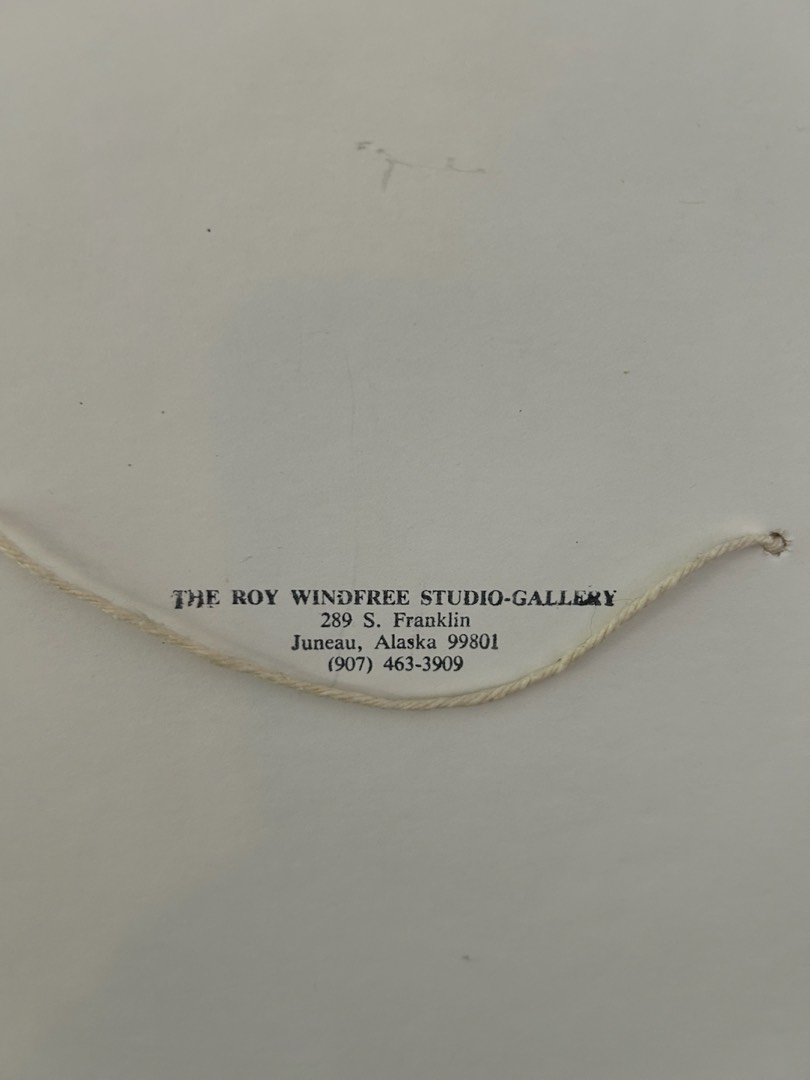 THE ROY WINDFREE STUDIO-GALLERY
289 S. Franklin
Juneau, Alaska 99801
(907) 463-3909